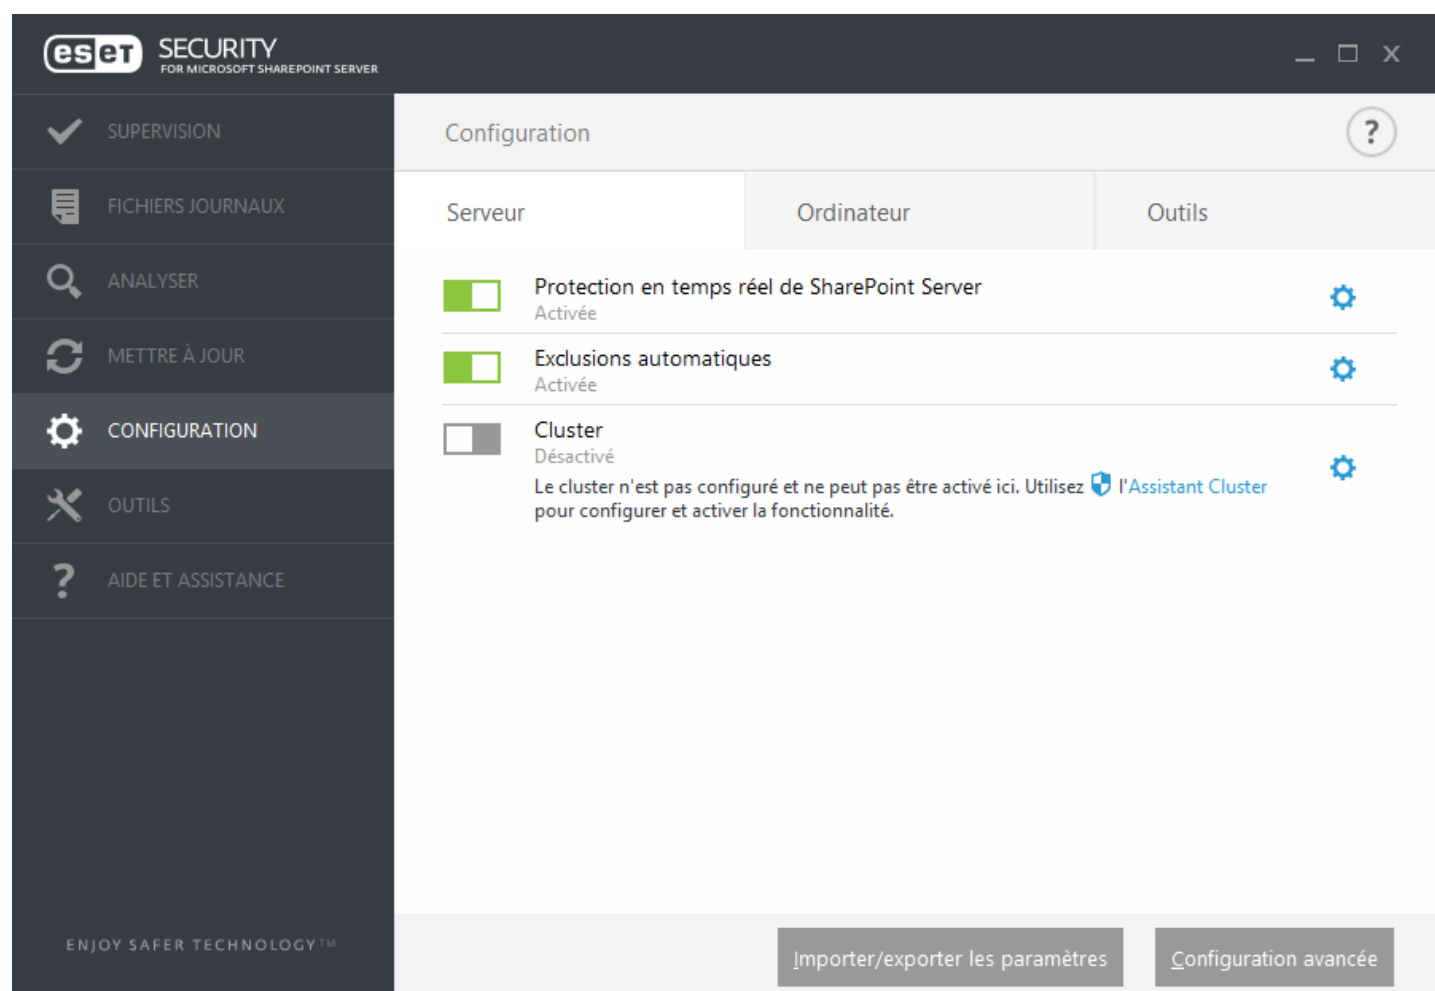 eset SECURITY
FOR MICROSOFT SHAREPOINT SERVER
SUPERVISION
FICHIERS JOURNAUX
ANALYSER
METTRE À JOUR
CONFIGURATION
OUTILS
AIDE ET ASSISTANCE
ENJOY SAFER TECHNOLOGY™
Configuration
?
Serveur
Ordinateur
Outils
Protection en temps réel de SharePoint Server
Activée
Exclusions automatiques
Activée
Cluster
Désactivé
Le cluster n'est pas configuré et ne peut pas être activé ici. Utilisez l'Assistant Cluster
pour configurer et activer la fonctionnalité.
Importer/exporter les paramètres
Configuration avancée